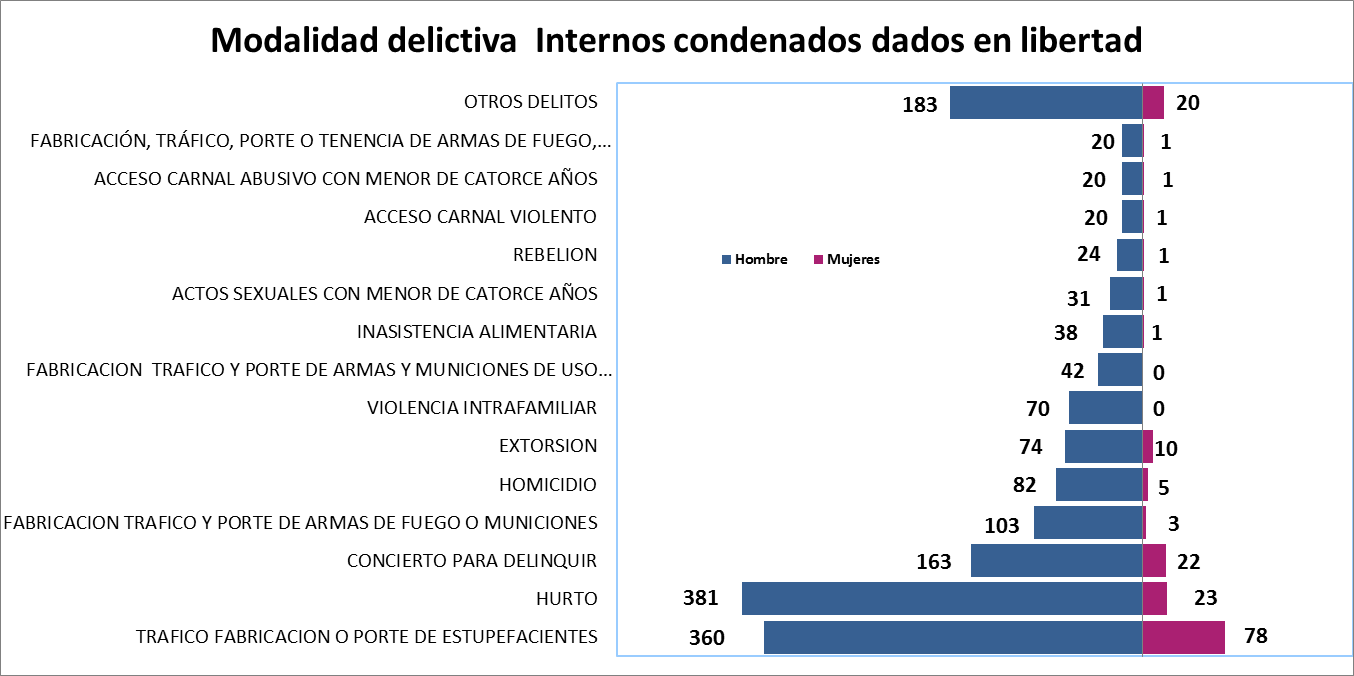 Modalidad delictiva  Internos condenados dados en libertad
OTROS DELITOS 183 20
FABRICACIÓN, TRÁFICO, PORTE O TENENCIA DE ARMAS DE FUEGO,... 20 1
ACCESO CARNAL ABUSIVO CON MENOR DE CATORCE AÑOS 20 1
ACCESO CARNAL VIOLENTO 20 1
REBELION 24 1
Hombre Mujeres
ACTOS SEXUALES CON MENOR DE CATORCE AÑOS 31 1
INASISTENCIA ALIMENTARIA 38 1
FABRICACION  TRAFICO Y PORTE DE ARMAS Y MUNICIONES DE USO... 42 0
VIOLENCIA INTRAFAMILIAR 70 0
EXTORSION 74 10
HOMICIDIO 82 5
FABRICACION TRAFICO Y PORTE DE ARMAS DE FUEGO O MUNICIONES 103 3
CONCIERTO PARA DELINQUIR 163 22
HURTO 381 23
TRAFICO FABRICACION O PORTE DE ESTUPEFACIENTES 360 78